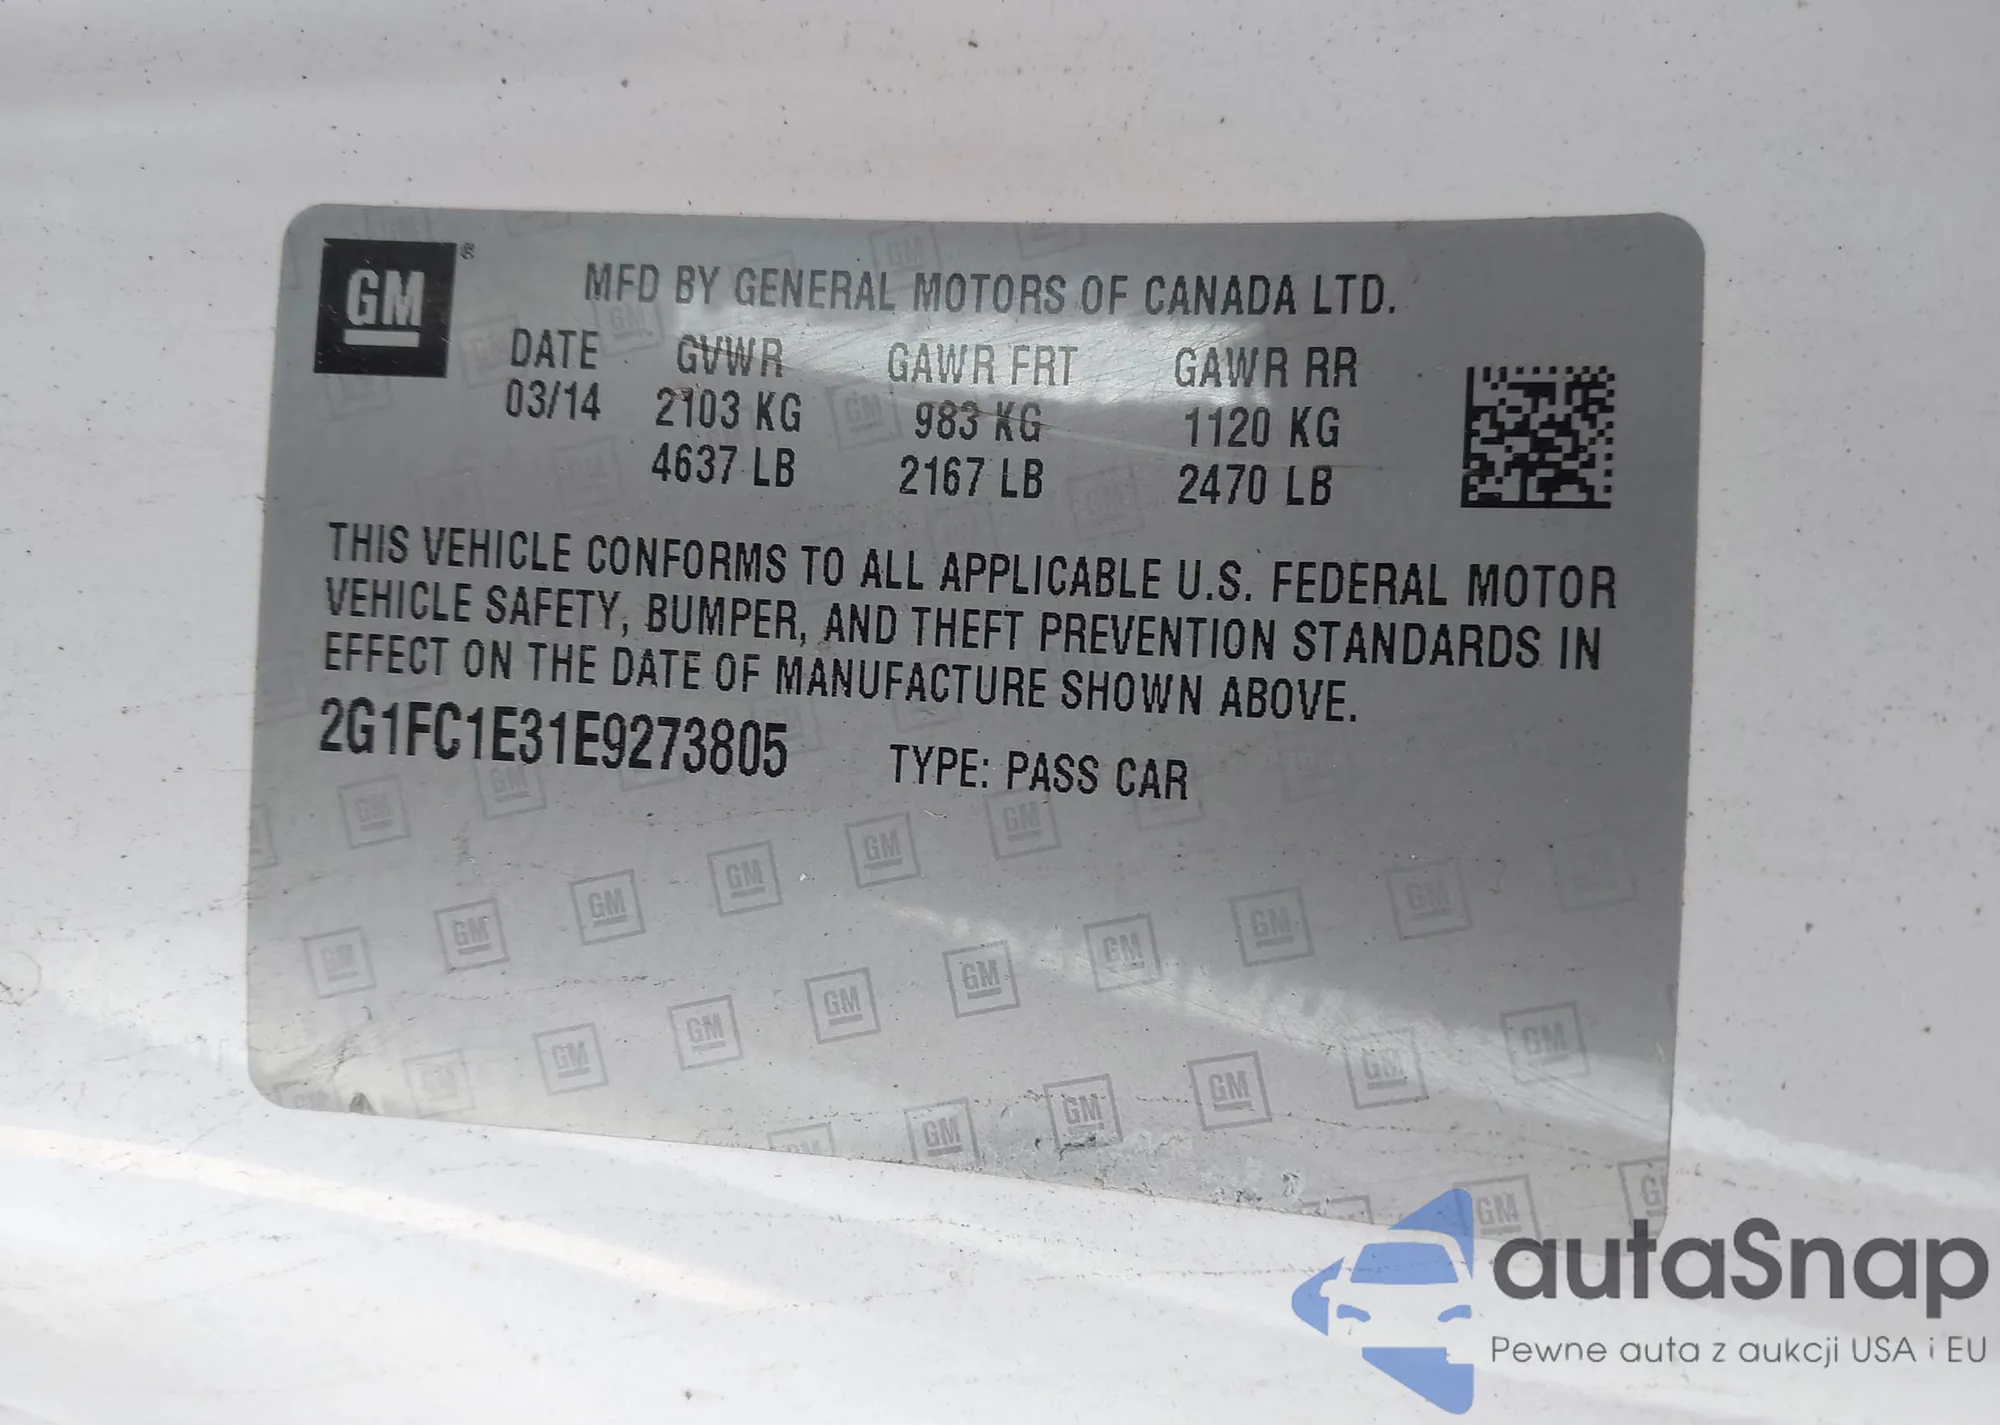 GM ®
MFD BY GENERAL MOTORS OF CANADA LTD.
DATE GVWR GAWR FRT GAWR RR
03/14 2103 KG 983 KG 1120 KG
4637 LB 2167 LB 2470 LB
THIS VEHICLE CONFORMS TO ALL APPLICABLE U.S. FEDERAL MOTOR
VEHICLE SAFETY, BUMPER, AND THEFT PREVENTION STANDARDS IN
EFFECT ON THE DATE OF MANUFACTURE SHOWN ABOVE.
2G1FC1E31E9273805 TYPE: PASS CAR
autaSnap
Pewne auta z aukcji USA i EU